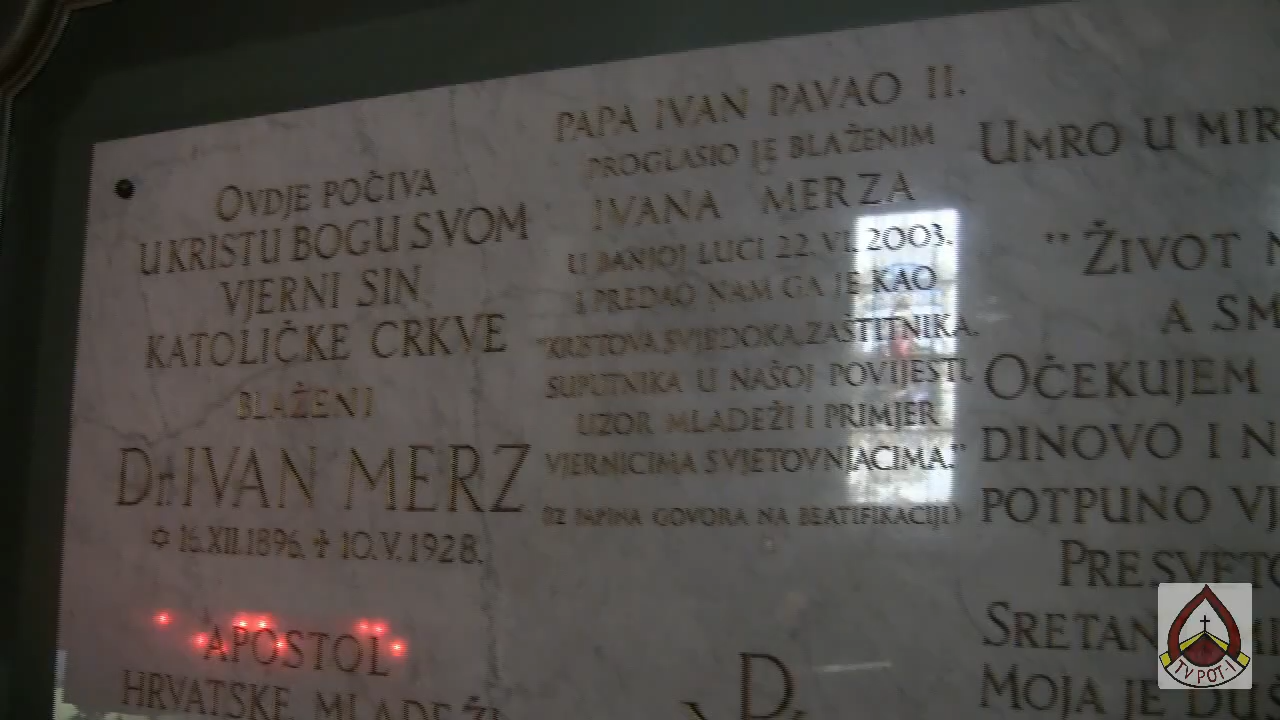 OVDJE POČIVA
U KRISTU BOGU SVOM
VJERNI SIN
KATOLIČKE CRKVE
BLAŽENI
Dr. IVAN MERZ
✡ 16.XII.1896. ✝ 10.V.1928.
APOSTOL
HRVATSKE MLADEŽI
PAPA IVAN PAVAO II.
PROGLASIO JE BLAŽENIM
IVANA MERZA
U BANJOJ LUCI 22.VI.2003.
I PREDAO NAM GA JE KAO
"KRISTOVA SVJEDOKA, ZAŠTITNIKA,
SUPUTNIKA U NAŠOJ POVIJESTI.
UZOR MLADEŽI I PRIMJER
VJERNICIMA SVJETOVNJACIMA."
(IZ PAPINA GOVORA NA BEATIFIKACIJI)
UMRO U MIR
"ŽIVOT
A SM
OČEKUJEM
DINOVO I N
POTPUNO VJ
PRESVETO
SRETAN
MOJA JE DUŠ
TV POT-1